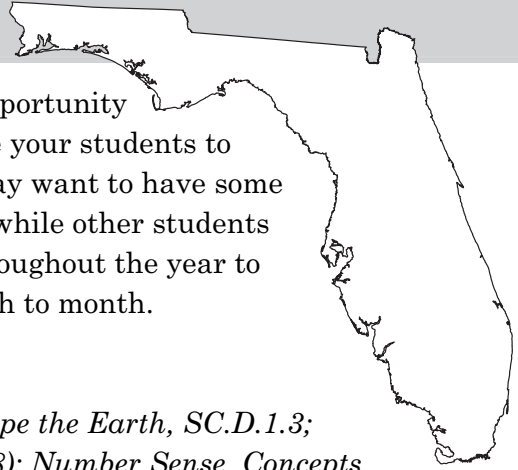 portunity
your students to
ay want to have some
while other students
oughout the year to
h to month.
pe the Earth, SC.D.1.3;
8); Number Sense, Concepts